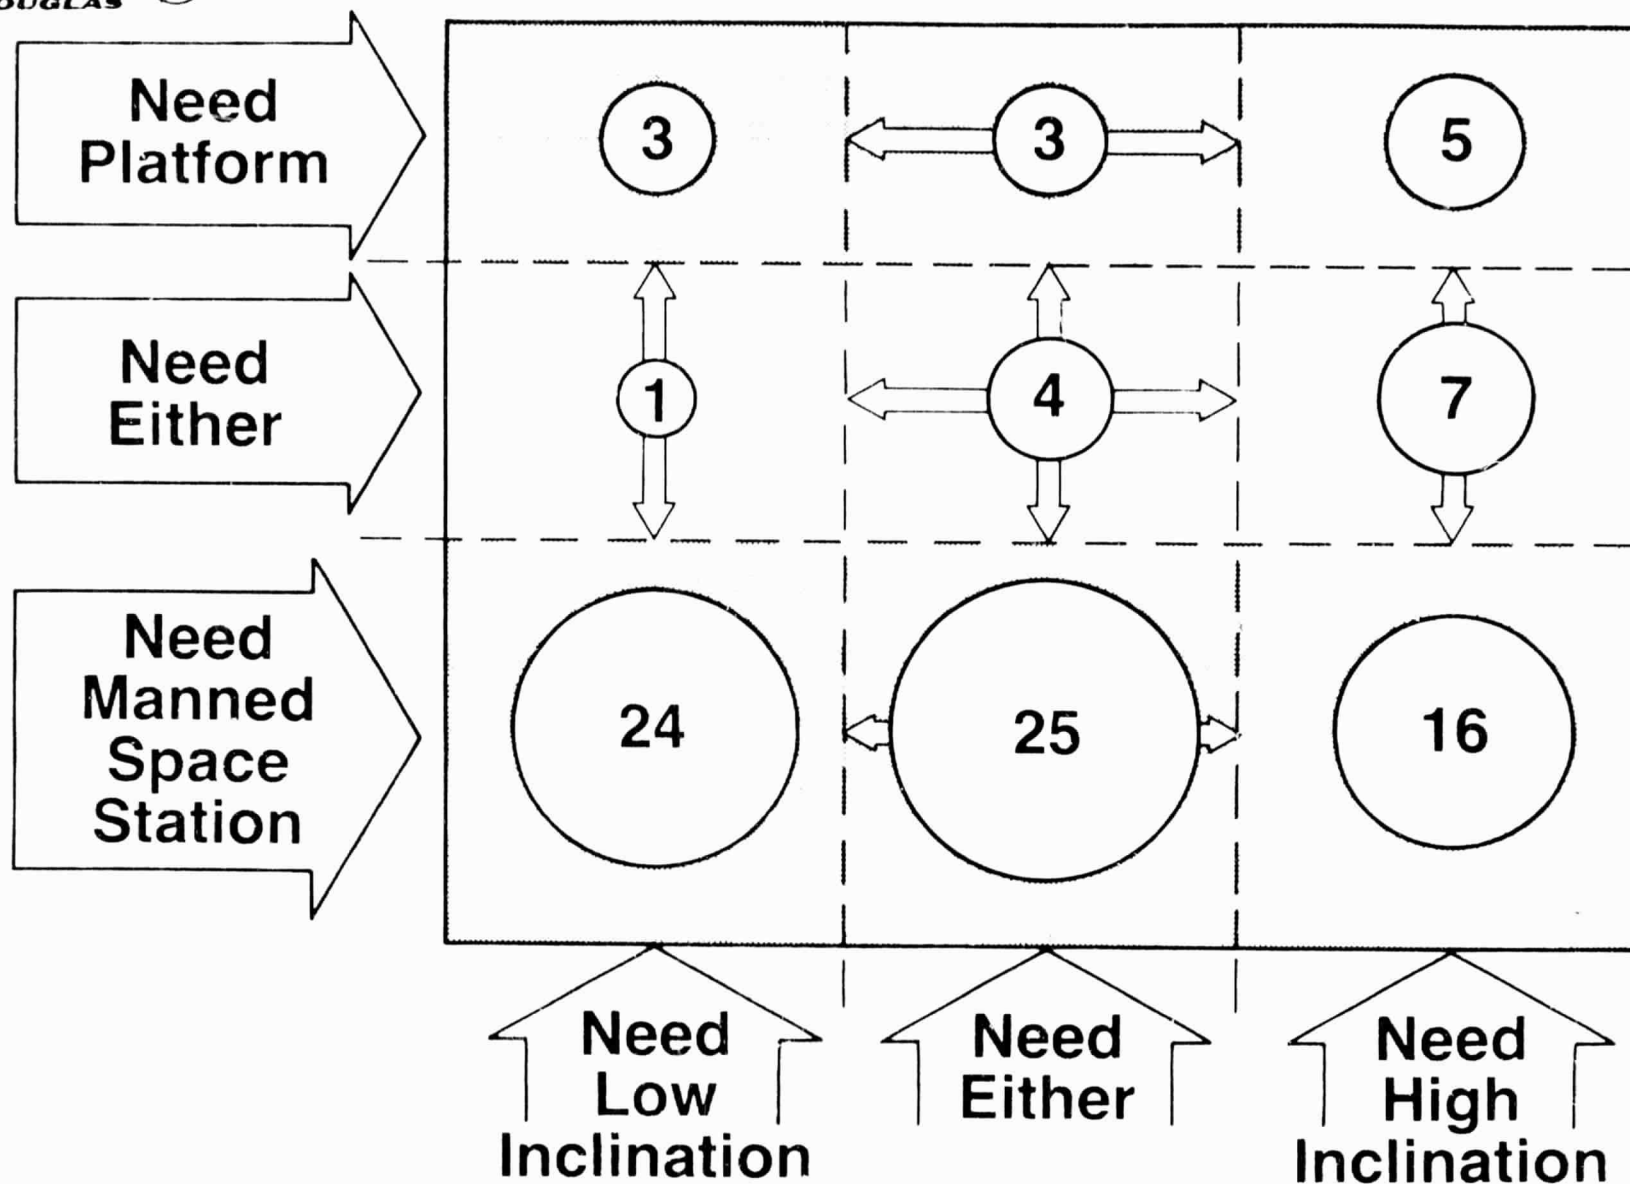 Need
Platform
3
3
5
Need
Either
1
4
7
Need
Manned
Space
Station
24
25
16
Need
Low
Inclination
Need
Either
Need
High
Inclination